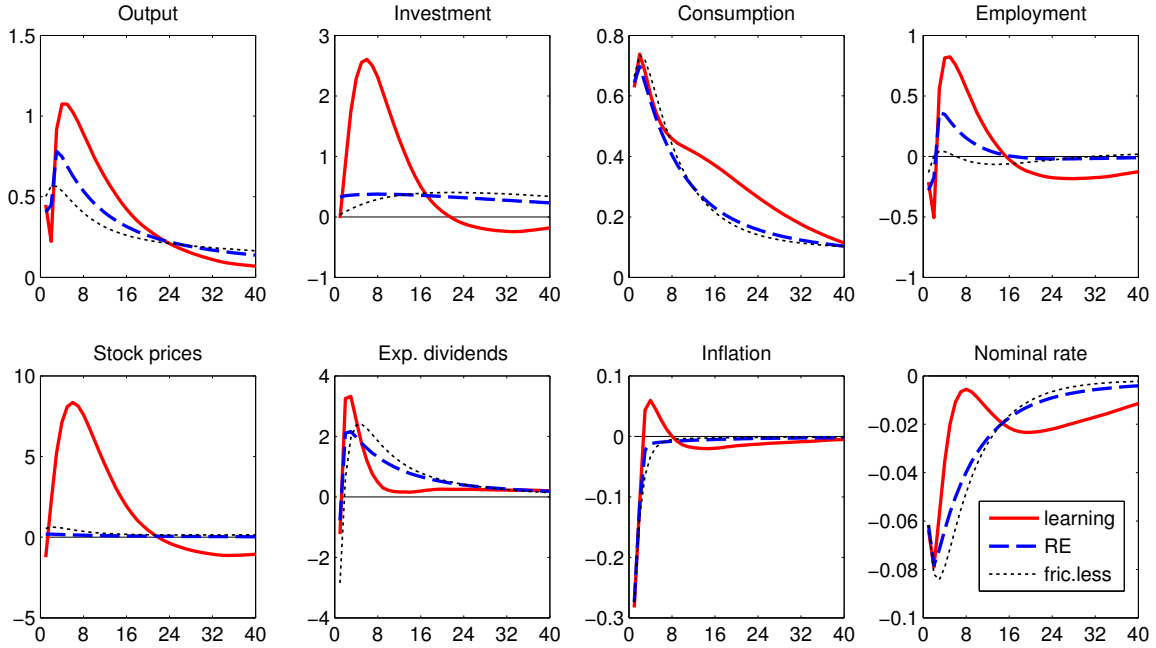 Output
Investment
Consumption
Employment
1.5
1
0.5
0
0 8 16 24 32 40
3
2
1
0
−1
0 8 16 24 32 40
0.8
0.6
0.4
0.2
0
0 8 16 24 32 40
1
0.5
0
−0.5
−1
0 8 16 24 32 40
Stock prices
Exp. dividends
Inflation
Nominal rate
10
5
0
−5
0 8 16 24 32 40
4
2
0
−2
−4
0 8 16 24 32 40
0.1
0
−0.1
−0.2
−0.3
0 8 16 24 32 40
0
−0.02
−0.04
−0.06
−0.08
−0.1
0 8 16 24 32 40
learning
RE
fric.less